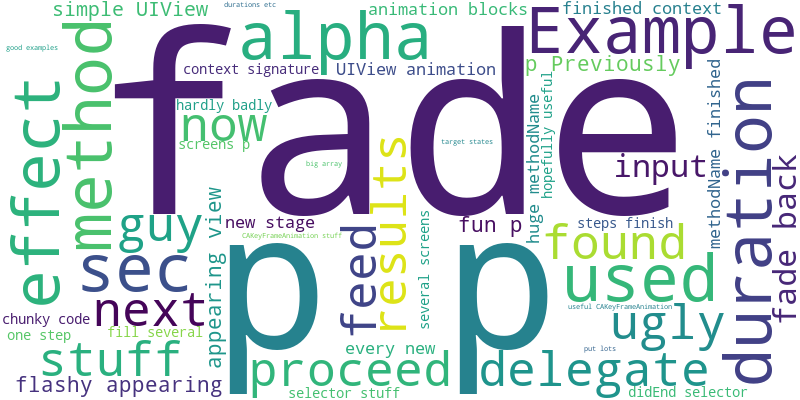 simple UIView
durations etc
animation blocks
finished context
good examples
alpha
Example
context signature
UIView animation
p Previously
fade
hardly badly
now
screens p
target states
big array
effect
method
results
methodName finished
hopefully useful
huge methodName
input
duration
fade back
guy
new stage
fun p
steps finish
CAKeyFrameAnimation stuff
found
sec
feed
several screens
appearing view
used
next
p p
chunky code
fill several
one step
useful CAKeyFrameAnimation
ugly
stuff
every new
put lots
proceed
delegate
flashy appearing
selector stuff
didEnd selector